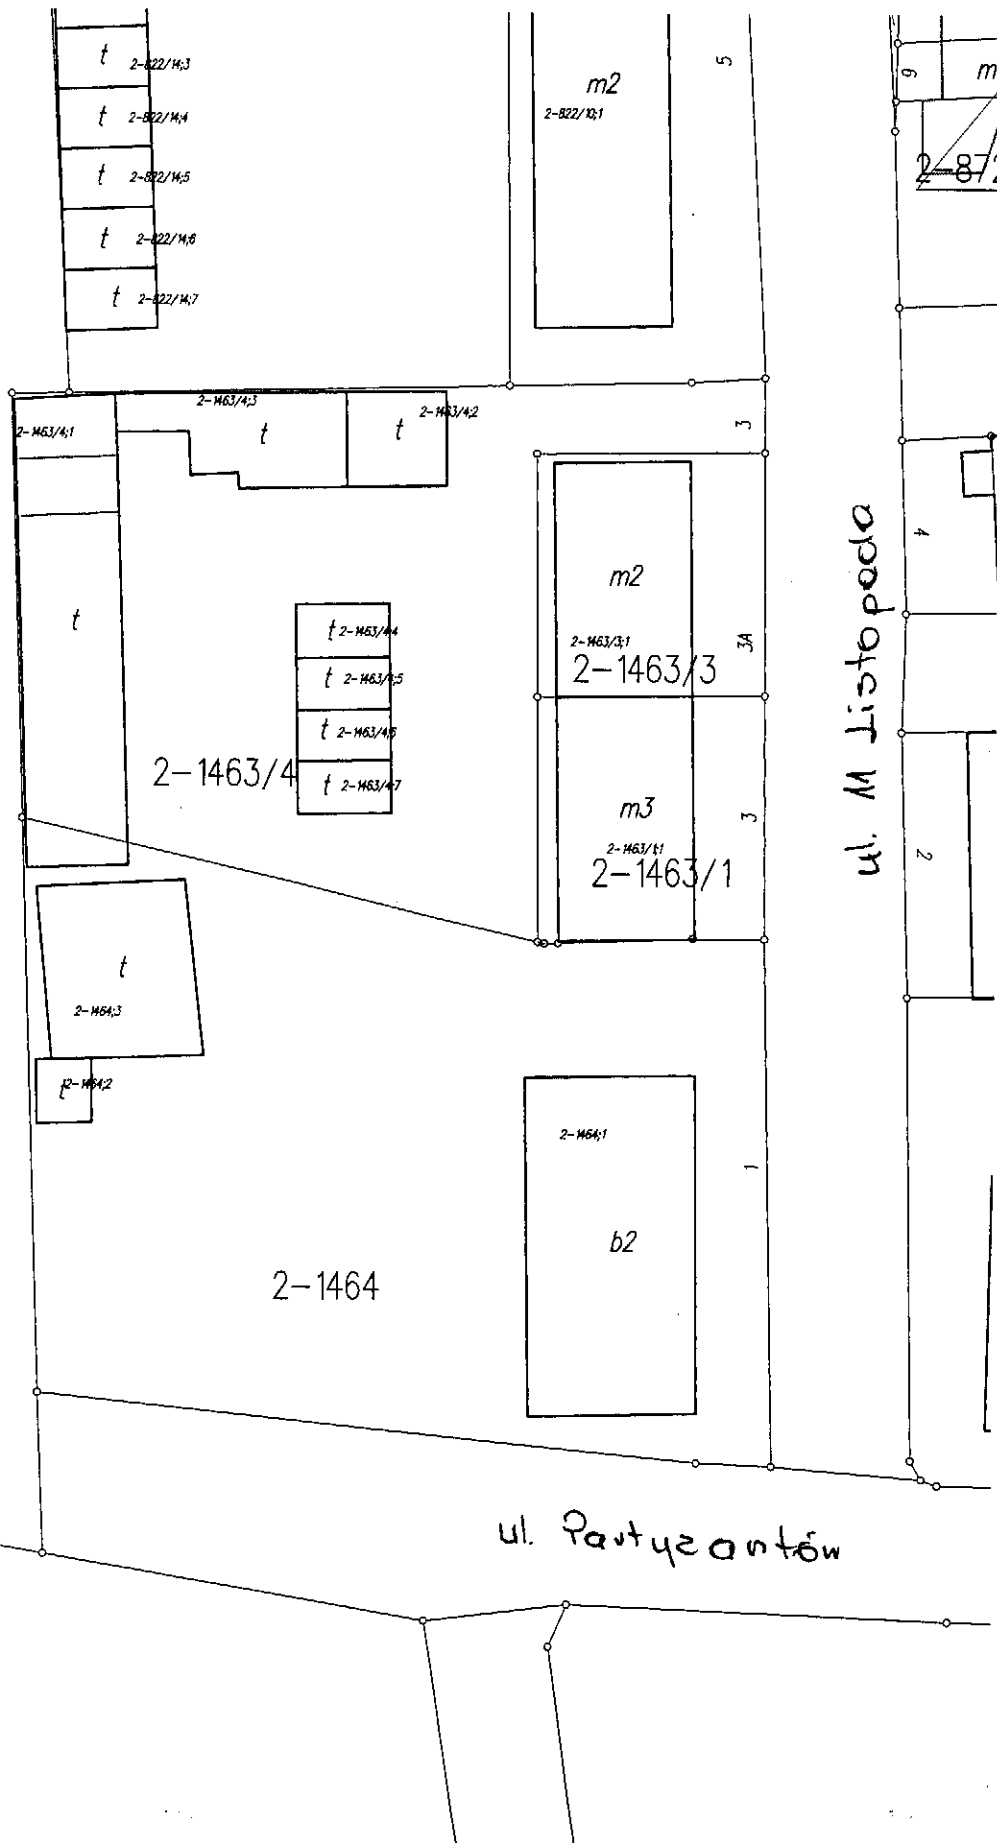 t 2-822/14;3
t 2-822/14;4
t 2-822/14;5
t 2-822/14;6
t 2-822/14;7
m2
2-822/10;1
5
6
m
2-872
2-1463/4;1
2-1463/4;3
t
t
2-1463/4;2
3
t
m2
2-1463/3;1
2-1463/3
3A
t 2-1463/4;4
t 2-1463/4;5
t 2-1463/4;6
t 2-1463/4;7
2-1463/4
m3
2-1463/1;1
2-1463/1
3
ul. 11 Listopada
4
2
t
2-1464;3
t 2-1464;2
2-1464;1
b2
1
2-1464
ul. Partyzantów